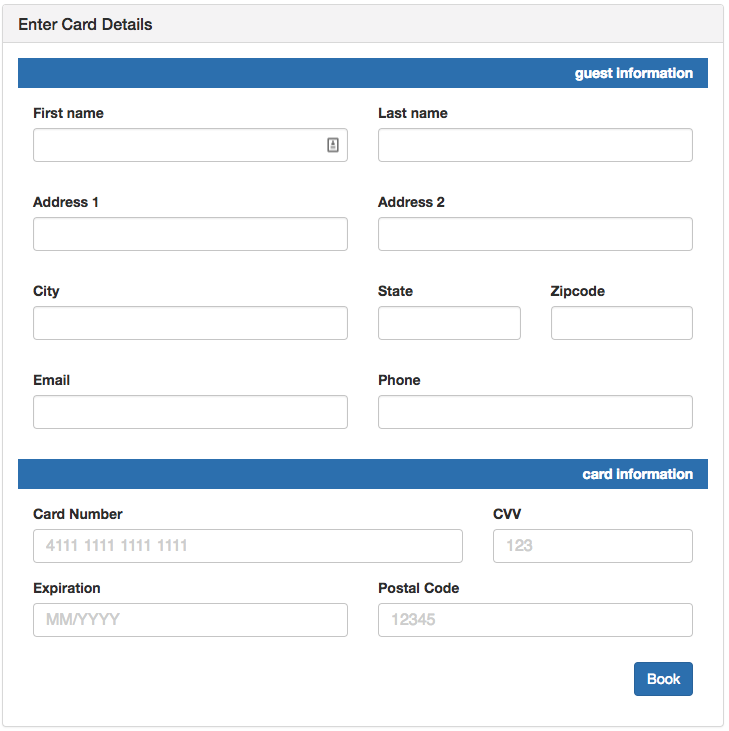 Enter Card Details
guest information
First name Last name
Address 1 Address 2
City State Zipcode
Email Phone
card information
Card Number CVV
4111 1111 1111 1111 123
Expiration Postal Code
MM/YYYY 12345
Book